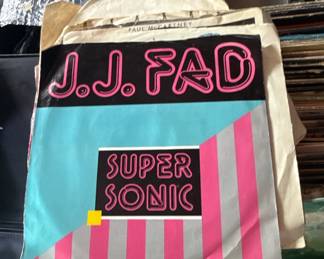 PAUL McCARTNEY
J.J. FAD
SUPER
SONIC